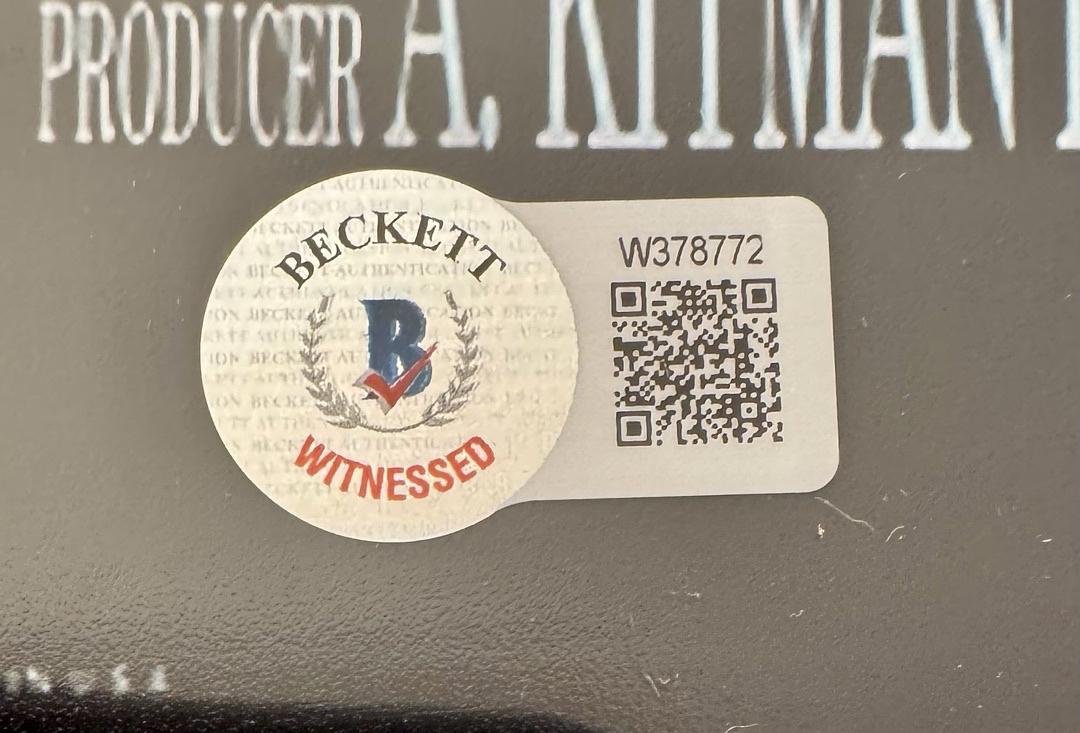 PRODUCER A. KITMAN
BECKETT
B
WITNESSED
W378772